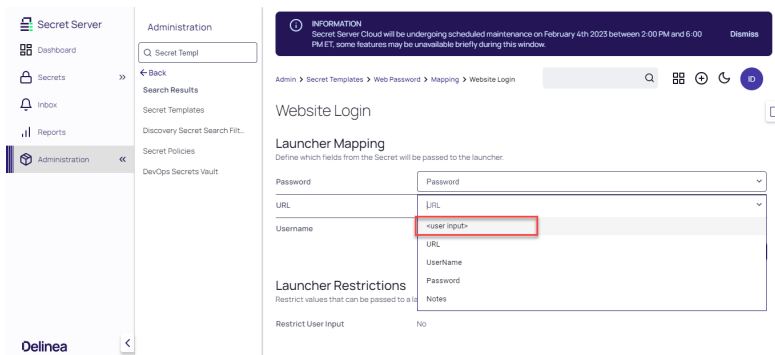 Secret Server
Dashboard
Secrets
Inbox
Reports
Administration
Delinea
Administration
Secret Templ
Back
Search Results
Secret Templates
Discovery Secret Search Filt...
Secret Policies
DevOps Secrets Vault
INFORMATION
Secret Server Cloud will be undergoing scheduled maintenance on February 4th 2023 between 2:00 PM and 6:00
PM ET, some features may be unavailable briefly during this window.
Dismiss
Admin > Secret Templates > Web Password > Mapping > Website Login
ID
Website Login
Launcher Mapping
Define which fields from the Secret will be passed to the launcher.
Password
Password
URL
URL
Username
<user input>
URL
UserName
Password
Notes
Launcher Restrictions
Restrict values that can be passed to a la
Restrict User Input
No